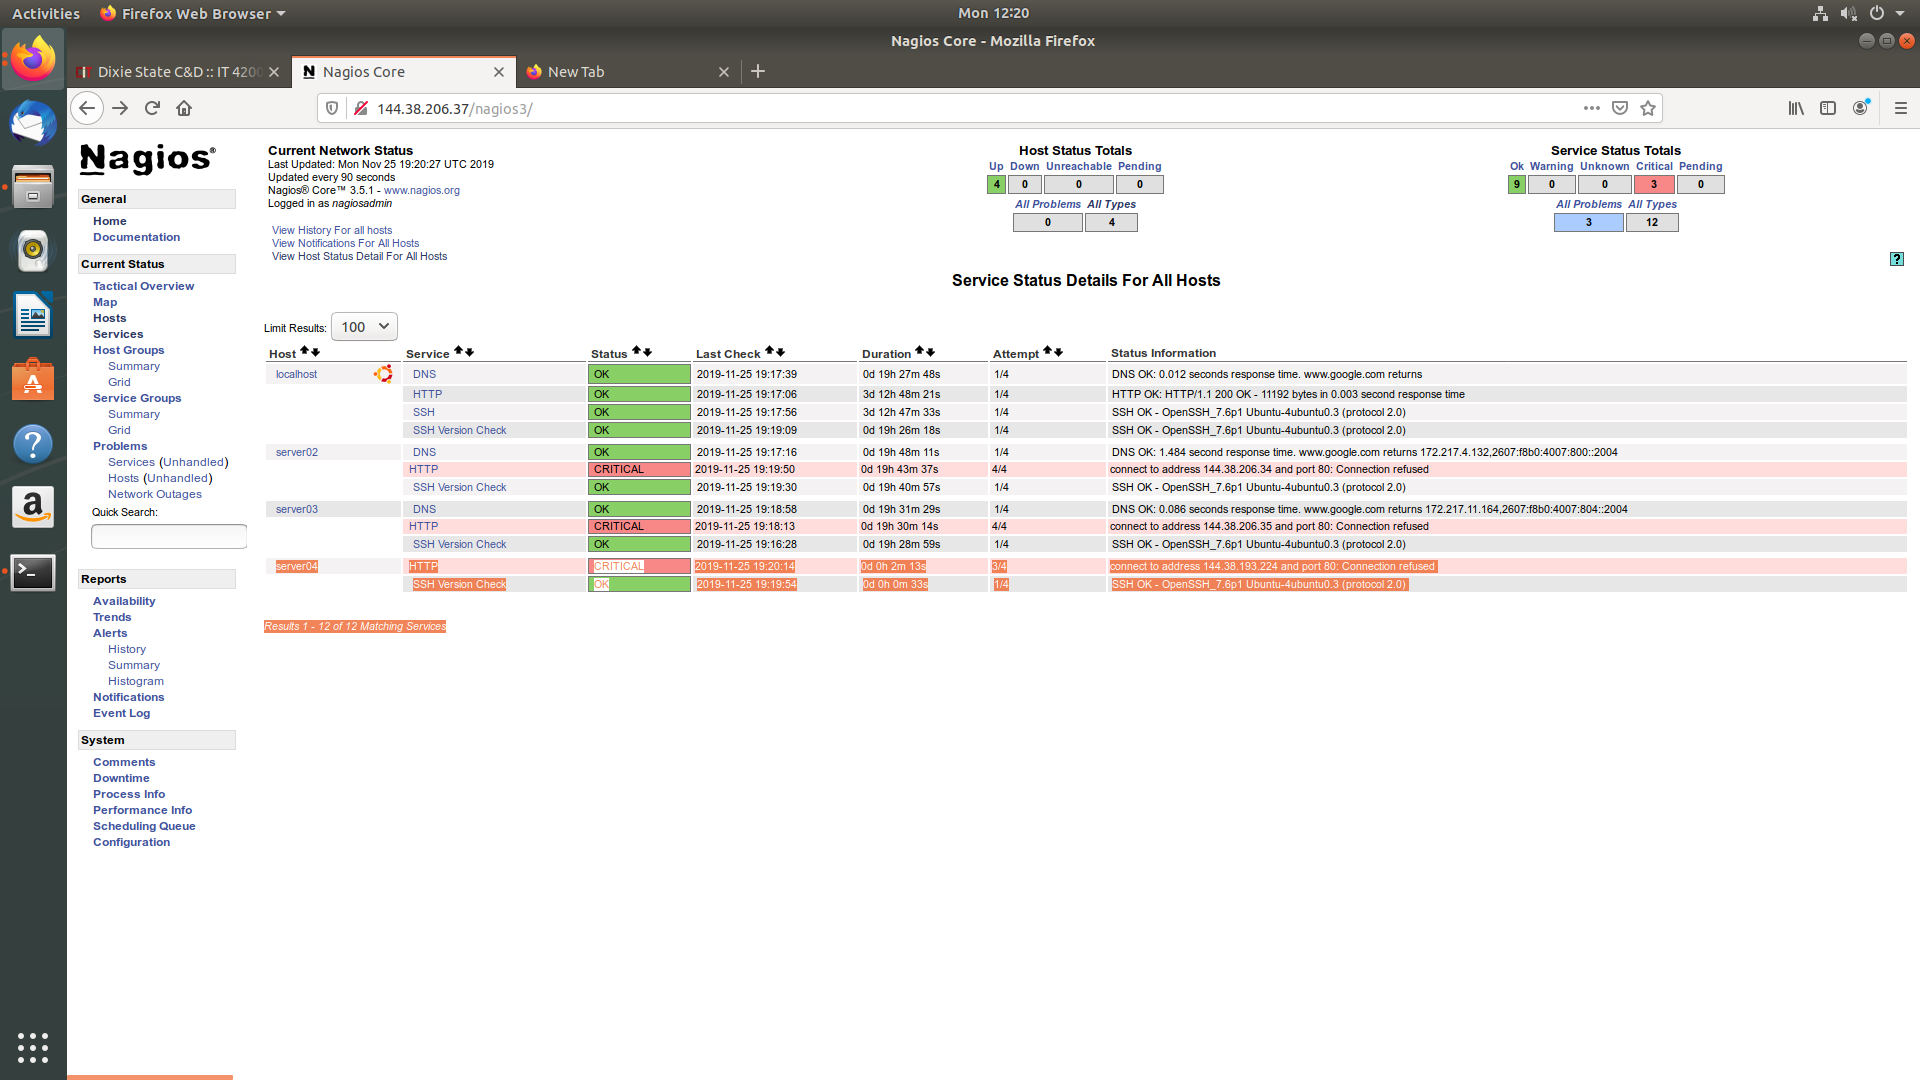 Activities Firefox Web Browser Mon 12:20
Nagios Core - Mozilla Firefox
Dixie State C&D :: IT 4200 Nagios Core New Tab
144.38.206.37/nagios3/
Nagios®
General
Home
Documentation
Current Status
Tactical Overview
Map
Hosts
Services
Host Groups
Summary
Grid
Service Groups
Summary
Grid
Problems
Services (Unhandled)
Hosts (Unhandled)
Network Outages
Quick Search:
Reports
Availability
Trends
Alerts
History
Summary
Histogram
Notifications
Event Log
System
Comments
Downtime
Process Info
Performance Info
Scheduling Queue
Configuration
Current Network Status
Last Updated: Mon Nov 25 19:20:27 UTC 2019
Updated every 90 seconds
Nagios® Core™ 3.5.1 - www.nagios.org
Logged in as nagiosadmin
View History For all hosts
View Notifications For All Hosts
View Host Status Detail For All Hosts
Host Status Totals
Up Down Unreachable Pending
4 0 0 0
All Problems All Types
0 4
Service Status Totals
Ok Warning Unknown Critical Pending
9 0 0 3 0
All Problems All Types
3 12
?
Service Status Details For All Hosts
Limit Results: 100
Host Service Status Last Check Duration Attempt Status Information
localhost DNS OK 2019-11-25 19:17:39 0d 19h 27m 48s 1/4 DNS OK: 0.012 seconds response time. www.google.com returns
HTTP OK 2019-11-25 19:17:06 3d 12h 48m 21s 1/4 HTTP OK: HTTP/1.1 200 OK - 11192 bytes in 0.003 second response time
SSH OK 2019-11-25 19:17:56 3d 12h 47m 33s 1/4 SSH OK - OpenSSH_7.6p1 Ubuntu-4ubuntu0.3 (protocol 2.0)
SSH Version Check OK 2019-11-25 19:19:09 0d 19h 26m 18s 1/4 SSH OK - OpenSSH_7.6p1 Ubuntu-4ubuntu0.3 (protocol 2.0)
server02 DNS OK 2019-11-25 19:17:16 0d 19h 48m 11s 1/4 DNS OK: 1.484 second response time. www.google.com returns 172.217.4.132,2607:f8b0:4007:800::2004
HTTP CRITICAL 2019-11-25 19:19:50 0d 19h 43m 37s 4/4 connect to address 144.38.206.34 and port 80: Connection refused
SSH Version Check OK 2019-11-25 19:19:30 0d 19h 40m 57s 1/4 SSH OK - OpenSSH_7.6p1 Ubuntu-4ubuntu0.3 (protocol 2.0)
server03 DNS OK 2019-11-25 19:18:58 0d 19h 31m 29s 1/4 DNS OK: 0.086 seconds response time. www.google.com returns 172.217.11.164,2607:f8b0:4007:804::2004
HTTP CRITICAL 2019-11-25 19:18:13 0d 19h 30m 14s 4/4 connect to address 144.38.206.35 and port 80: Connection refused
SSH Version Check OK 2019-11-25 19:16:28 0d 19h 28m 59s 1/4 SSH OK - OpenSSH_7.6p1 Ubuntu-4ubuntu0.3 (protocol 2.0)
server04 HTTP CRITICAL 2019-11-25 19:20:14 0d 0h 2m 13s 3/4 connect to address 144.38.193.224 and port 80: Connection refused
SSH Version Check OK 2019-11-25 19:19:54 0d 0h 0m 33s 1/4 SSH OK - OpenSSH_7.6p1 Ubuntu-4ubuntu0.3 (protocol 2.0)
Results 1 - 12 of 12 Matching Services